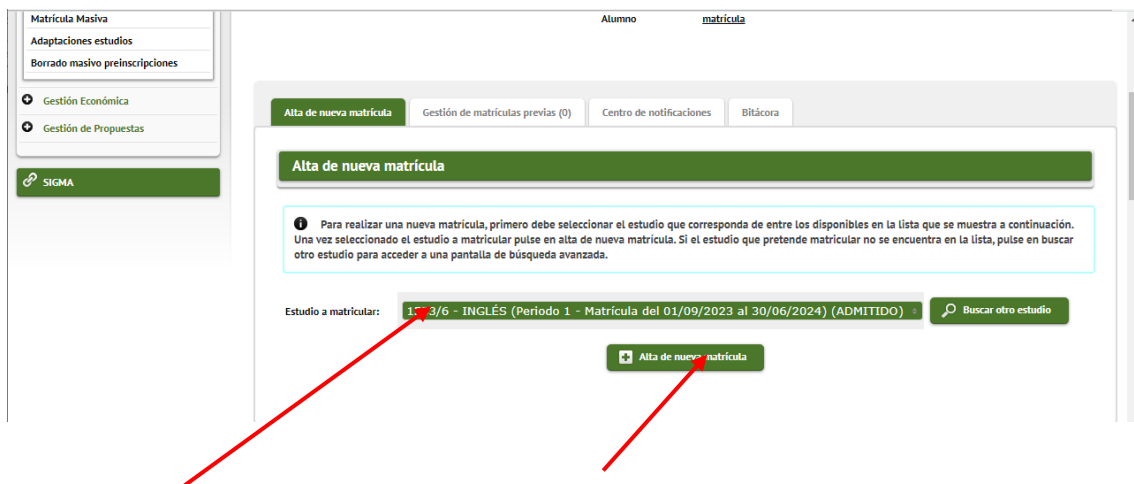 Matrícula Masiva
Adaptaciones estudios
Borrado masivo preinscripciones
Gestión Económica
Gestión de Propuestas
SIGMA
Alumno matrícula
Alta de nueva matrícula Gestión de matrículas previas (0) Centro de notificaciones Bitácora
Alta de nueva matrícula
Para realizar una nueva matrícula, primero debe seleccionar el estudio que corresponda de entre los disponibles en la lista que se muestra a continuación.
Una vez seleccionado el estudio a matricular pulse en alta de nueva matrícula. Si el estudio que pretende matricular no se encuentra en la lista, pulse en buscar
otro estudio para acceder a una pantalla de búsqueda avanzada.
Estudio a matricular: - INGLÉS (Periodo 1 - Matrícula del 01/09/2023 al 30/06/2024) (ADMITIDO) Buscar otro estudio
Alta de nueva matrícula